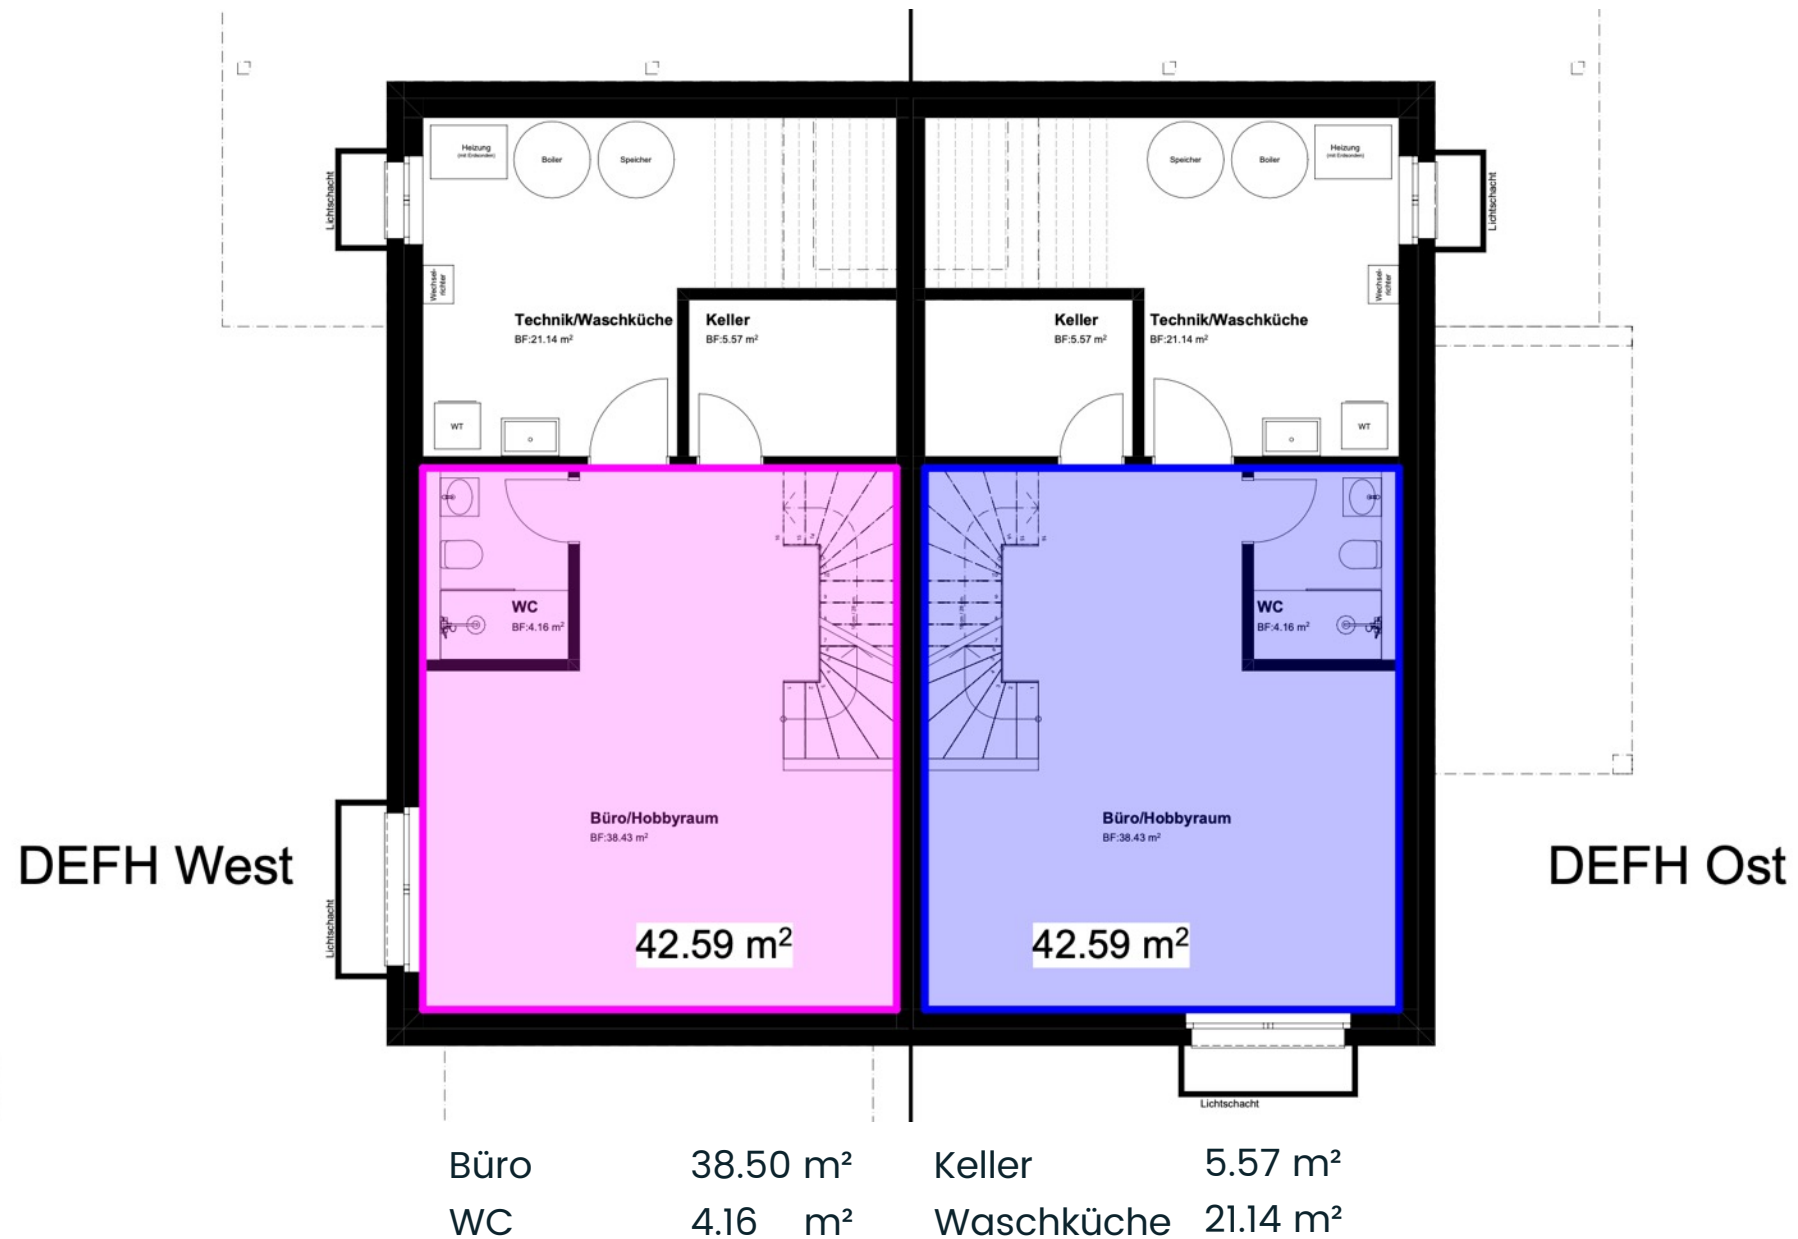 Heizung
(mit Erdsonden)
Boiler
Speicher
Speicher
Boiler
Heizung
(mit Erdsonden)
Lichtschacht
Lichtschacht
Wechsel-
richter
Wechsel-
richter
Technik/Waschküche
BF:21.14 m²
Keller
BF:5.57 m²
Keller
BF:5.57 m²
Technik/Waschküche
BF:21.14 m²
WT
WT
WC
BF:4.16 m²
WC
BF:4.16 m²
Büro/Hobbyraum
BF:38.43 m²
Büro/Hobbyraum
BF:38.43 m²
DEFH West
DEFH Ost
Lichtschacht
42.59 m²
42.59 m²
Lichtschacht
Büro 38.50 m² Keller 5.57 m²
WC 4.16 m² Waschküche 21.14 m²